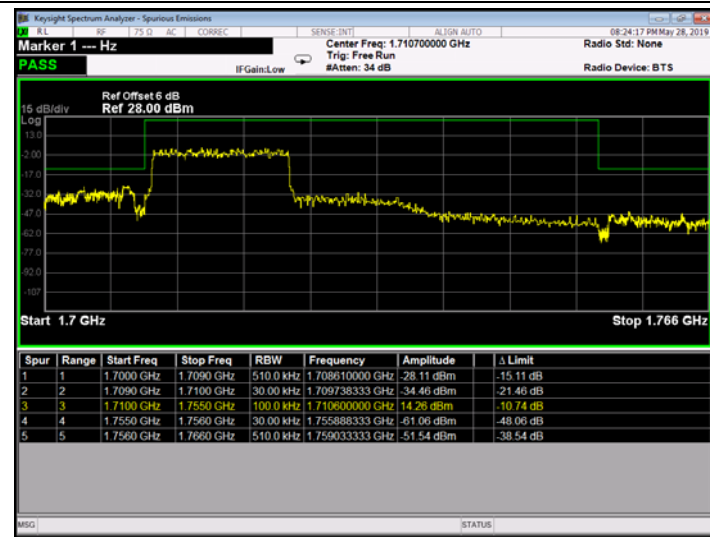 Keysight Spectrum Analyzer - Spurious Emissions
RL RF 75 Ω AC CORREC SENSE:INT ALIGN AUTO 08:24:17 PM May 28, 2019
Marker 1 --- Hz Center Freq: 1.710700000 GHz Radio Std: None
Trig: Free Run
PASS IFGain:Low #Atten: 34 dB Radio Device: BTS
Ref Offset 6 dB
15 dB/div Ref 28.00 dBm
Log
13.0
-2.00
-17.0
-32.0
-47.0
-62.0
-77.0
-92.0
-107
Start 1.7 GHz Stop 1.766 GHz
Spur Range Start Freq Stop Freq RBW Frequency Amplitude Δ Limit
1 1 1.7000 GHz 1.7090 GHz 510.0 kHz 1.708610000 GHz -28.11 dBm -15.11 dB
2 2 1.7090 GHz 1.7100 GHz 30.00 kHz 1.709738333 GHz -34.46 dBm -21.46 dB
3 3 1.7100 GHz 1.7550 GHz 100.0 kHz 1.710600000 GHz 14.26 dBm -10.74 dB
4 4 1.7550 GHz 1.7560 GHz 30.00 kHz 1.755888333 GHz -61.06 dBm -48.06 dB
5 5 1.7560 GHz 1.7660 GHz 510.0 kHz 1.759033333 GHz -51.54 dBm -38.54 dB
MSG STATUS